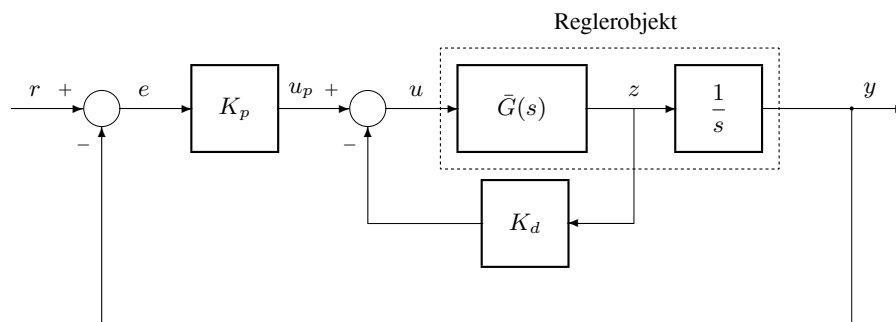 Reglerobjekt
r + e K_p u_p + u Ḡ(s) z 1/s y
−
−
K_d